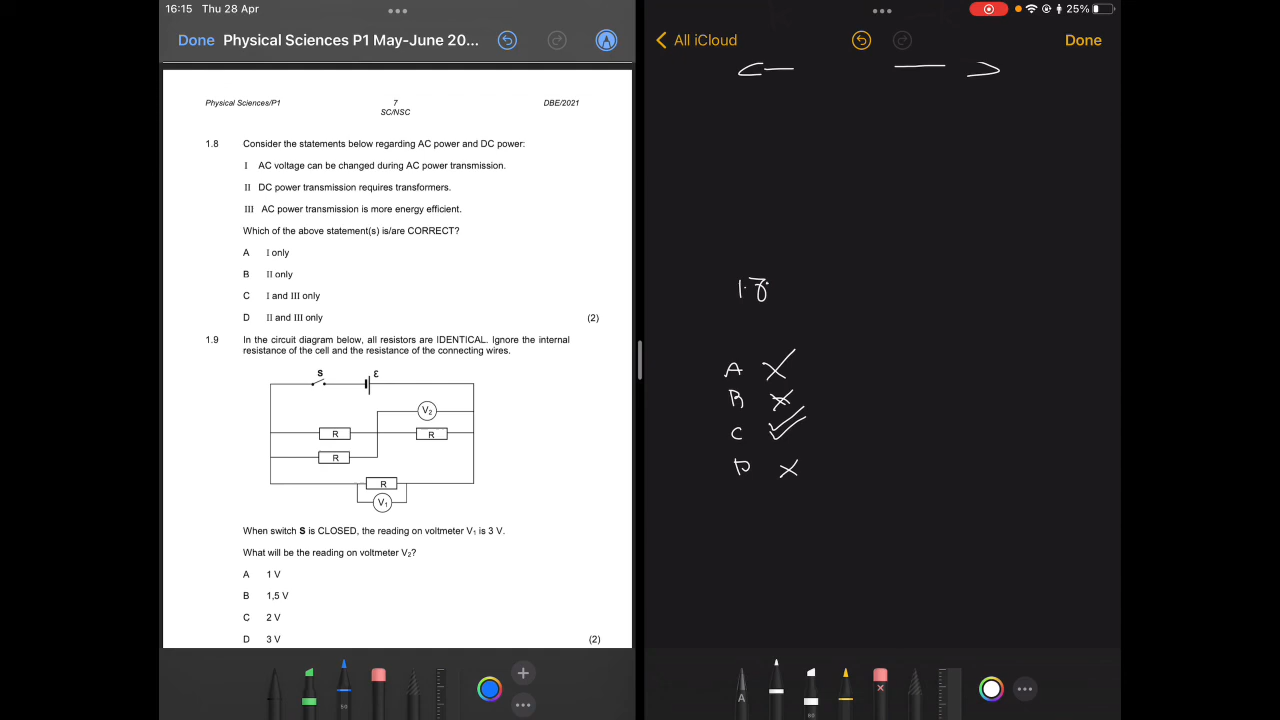 16:15 Thu 28 Apr
25%
Done Physical Sciences P1 May-June 20...
All iCloud
Done
Physical Sciences/P1 7 DBE/2021
SC/NSC
1.8 Consider the statements below regarding AC power and DC power:
I AC voltage can be changed during AC power transmission.
II DC power transmission requires transformers.
III AC power transmission is more energy efficient.
Which of the above statement(s) is/are CORRECT?
A I only
B II only
C I and III only
D II and III only (2)
1.9 In the circuit diagram below, all resistors are IDENTICAL. Ignore the internal
resistance of the cell and the resistance of the connecting wires.
S ε
V2
R R
R
R
V1
When switch S is CLOSED, the reading on voltmeter V1 is 3 V.
What will be the reading on voltmeter V2?
A 1 V
B 1,5 V
C 2 V
D 3 V (2)
1.8
A
B
C
D